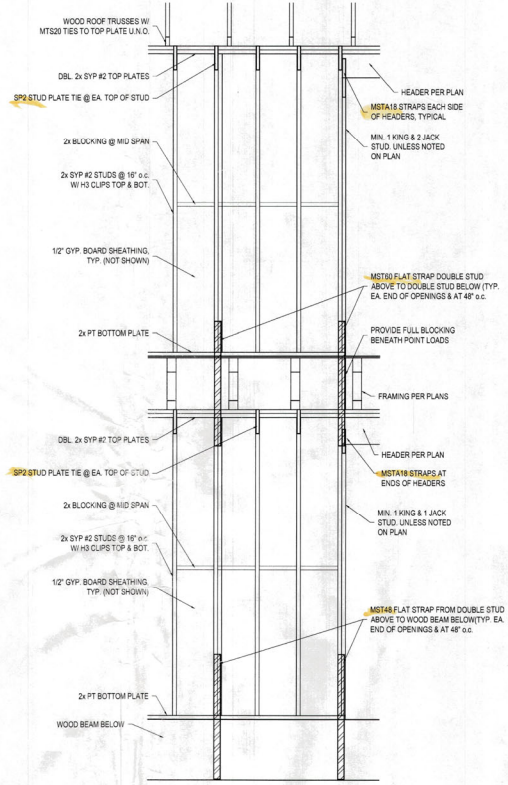 WOOD ROOF TRUSSES W/
MTS20 TIES TO TOP PLATE U.N.O.
DBL. 2x SYP #2 TOP PLATES
SP2 STUD PLATE TIE @ EA. TOP OF STUD
2x BLOCKING @ MID SPAN
2x SYP #2 STUDS @ 16" o.c.
W/ H3 CLIPS TOP & BOT.
1/2" GYP. BOARD SHEATHING,
TYP. (NOT SHOWN)
2x PT BOTTOM PLATE
HEADER PER PLAN
MSTA18 STRAPS EACH SIDE
OF HEADERS, TYPICAL
MIN. 1 KING & 2 JACK
STUD. UNLESS NOTED
ON PLAN
MST60 FLAT STRAP DOUBLE STUD
ABOVE TO DOUBLE STUD BELOW (TYP.
EA. END OF OPENINGS & AT 48" o.c.
PROVIDE FULL BLOCKING
BENEATH POINT LOADS
FRAMING PER PLANS
DBL. 2x SYP #2 TOP PLATES
SP2 STUD PLATE TIE @ EA. TOP OF STUD
2x BLOCKING @ MID SPAN
2x SYP #2 STUDS @ 16" o.c.
W/ H3 CLIPS TOP & BOT.
1/2" GYP. BOARD SHEATHING.
TYP. (NOT SHOWN)
2x PT BOTTOM PLATE
WOOD BEAM BELOW
HEADER PER PLAN
MSTA18 STRAPS AT
ENDS OF HEADERS
MIN. 1 KING & 1 JACK
STUD. UNLESS NOTED
ON PLAN
MST48 FLAT STRAP FROM DOUBLE STUD
ABOVE TO WOOD BEAM BELOW(TYP. EA.
END OF OPENINGS & AT 48" o.c.